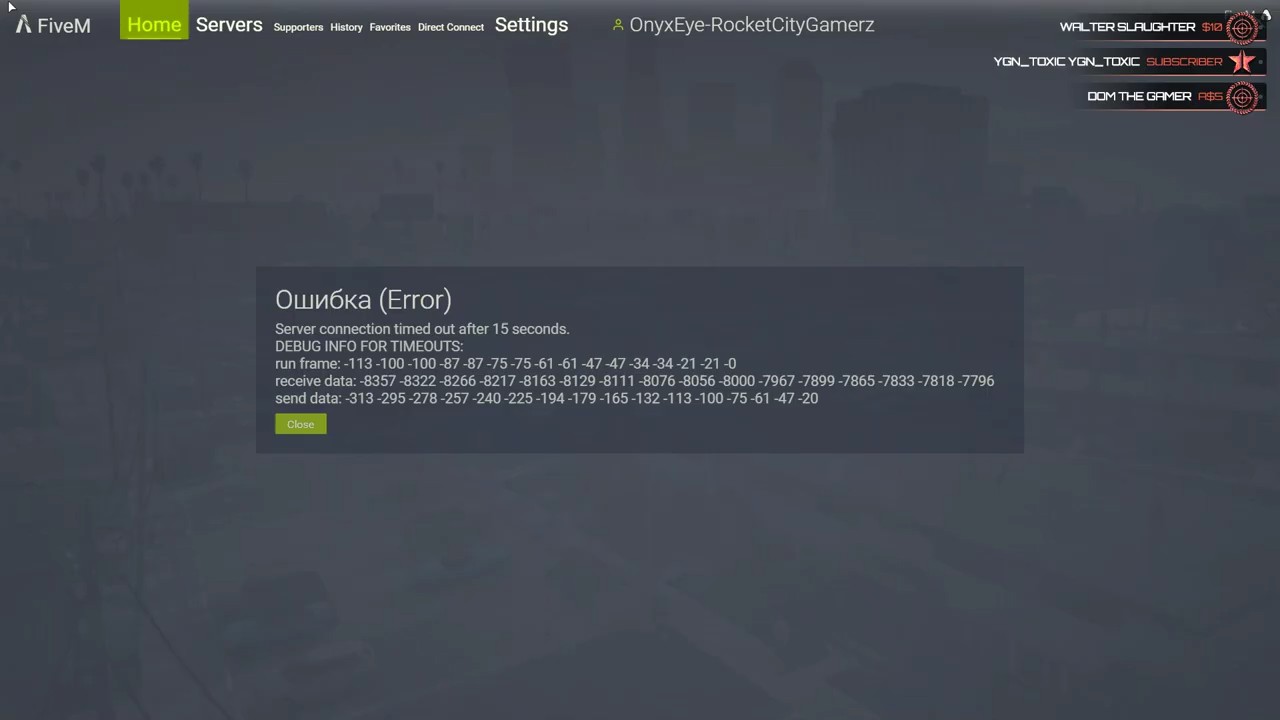 FiveM
Home Servers Supporters History Favorites Direct Connect Settings OnyxEye-RocketCityGamerz
WALTER SLAUGHTER $10
YGN_TOXIC YGN_TOXIC SUBSCRIBER
DOM THE GAMER A$5
Ошибка (Error)
Server connection timed out after 15 seconds.
DEBUG INFO FOR TIMEOUTS:
run frame: -113 -100 -100 -87 -87 -75 -75 -61 -61 -47 -47 -34 -34 -21 -21 -0
receive data: -8357 -8322 -8266 -8217 -8163 -8129 -8111 -8076 -8056 -8000 -7967 -7899 -7865 -7833 -7818 -7796
send data: -313 -295 -278 -257 -240 -225 -194 -179 -165 -132 -113 -100 -75 -61 -47 -20
Close